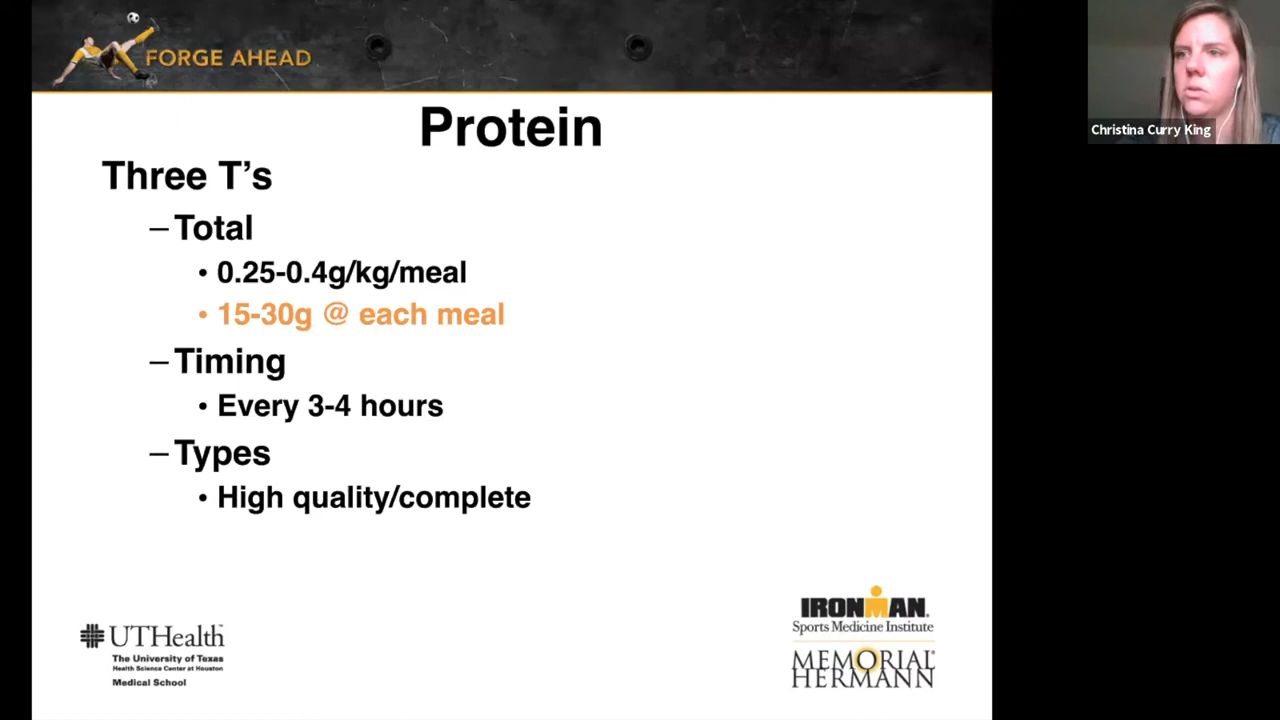 FORGE AHEAD
Christina Curry King
Protein
Three T's
– Total
• 0.25-0.4g/kg/meal
• 15-30g @ each meal
– Timing
• Every 3-4 hours
– Types
• High quality/complete
UTHealth™
The University of Texas
Health Science Center at Houston
Medical School
IRONMAN®
Sports Medicine Institute
MEMORIAL®
HERMANN